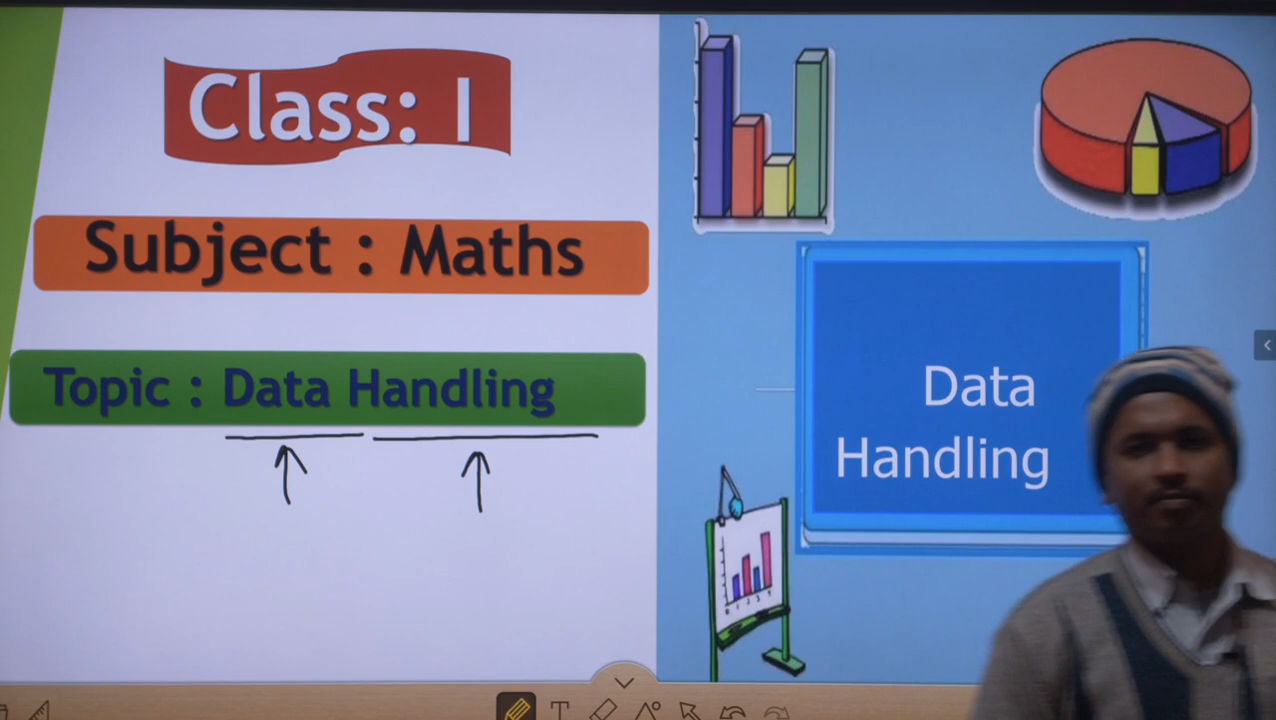 Class: I
Subject : Maths
Topic : Data Handling
Data
Handling